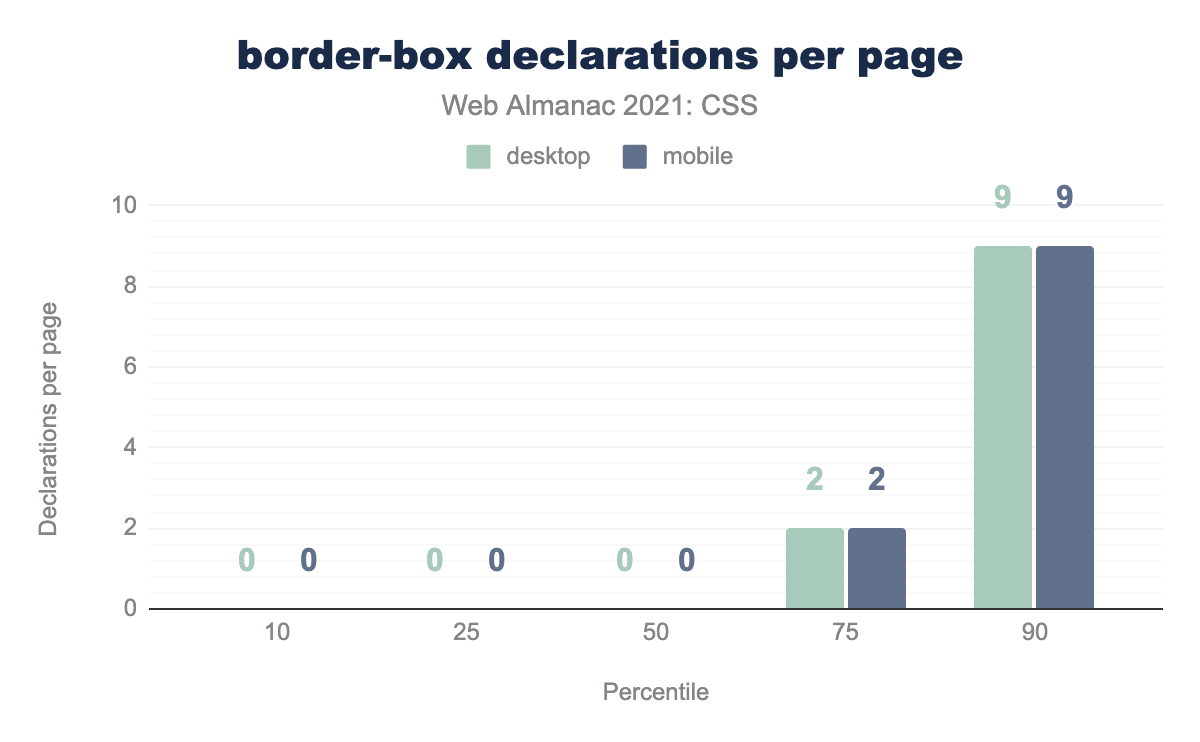 border-box declarations per page
Web Almanac 2021: CSS
desktop mobile
Declarations per page
10
8
6
4
2
0
0 0 0 0 0 0 2 2 9 9
10 25 50 75 90
Percentile